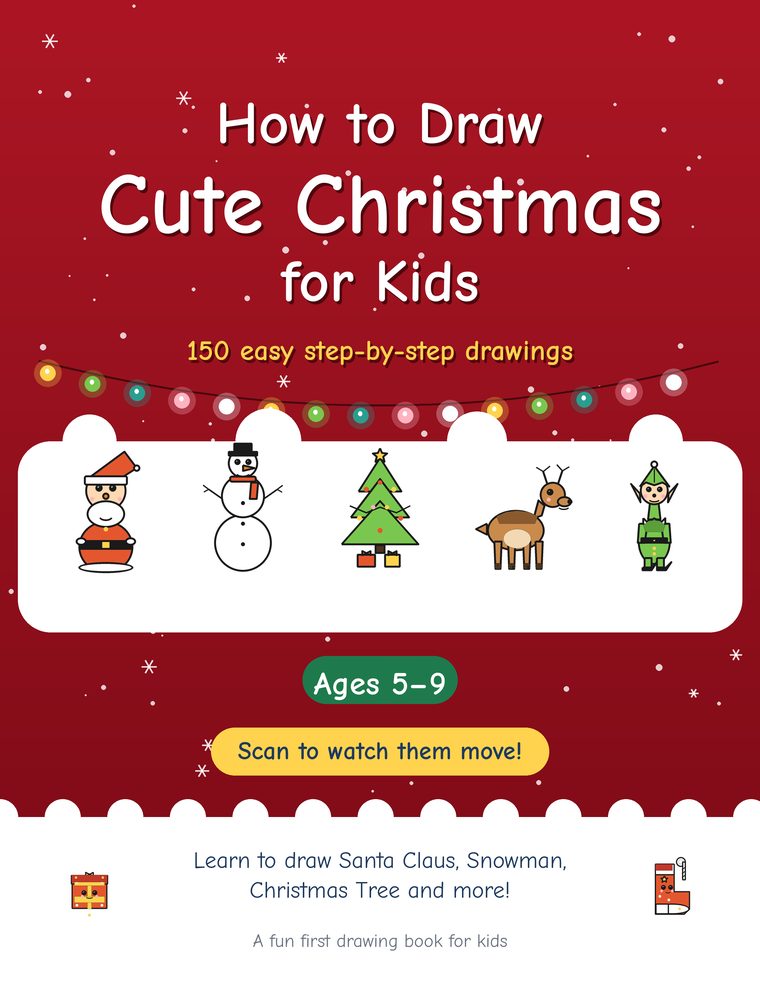 How to Draw
Cute Christmas
for Kids
150 easy step-by-step drawings
Ages 5–9
Scan to watch them move!
Learn to draw Santa Claus, Snowman,
Christmas Tree and more!
A fun first drawing book for kids